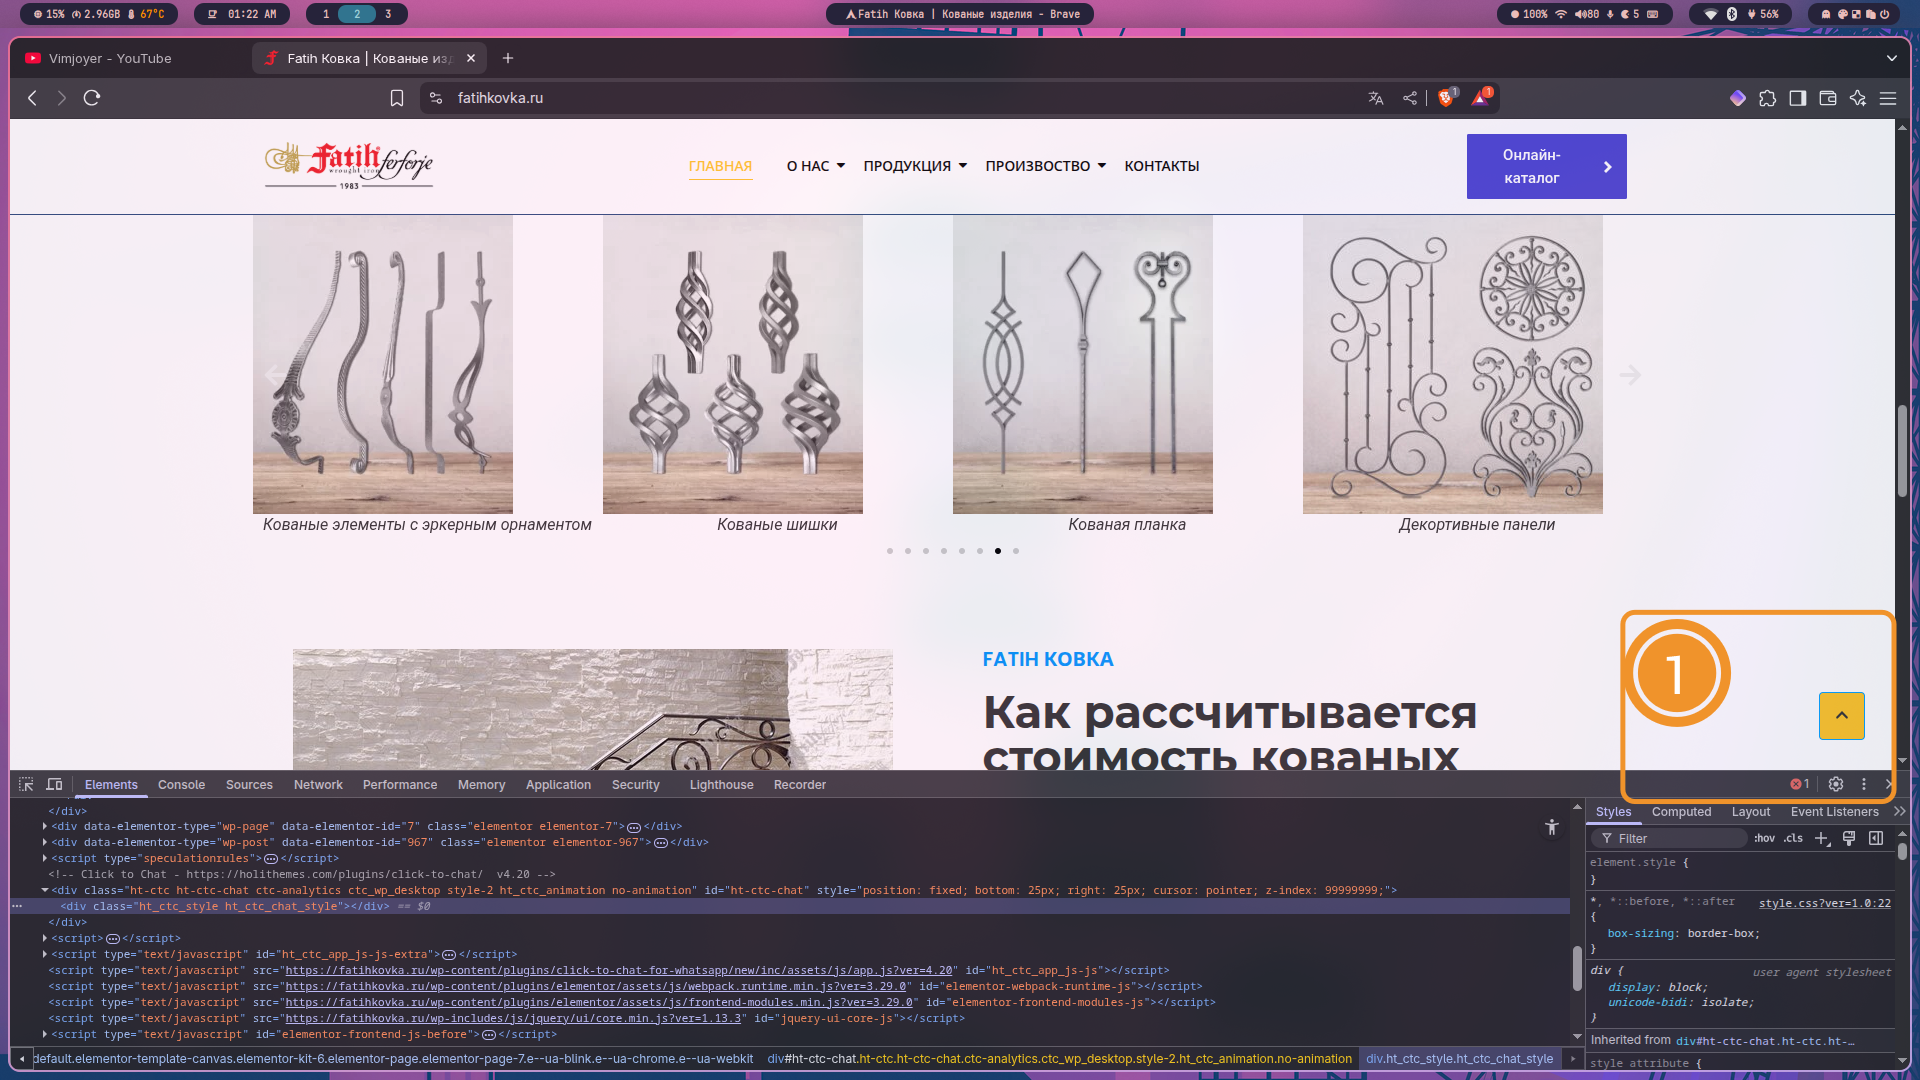 15% 2.96GB 67°C
01:22 AM
1 2 3
Fatih Ковка | Кованые изделия - Brave
100% 80 5
56%
Vimjoyer - YouTube
Fatih Ковка | Кованые изд
fatihkovka.ru
1
1
Fatih ferforje
wrought iron
1983
ГЛАВНАЯ
О НАС
ПРОДУКЦИЯ
ПРОИЗВОСТВО
КОНТАКТЫ
Онлайн-
каталог
Кованые элементы с эркерным орнаментом
Кованые шишки
Кованая планка
Декортивные панели
FATIH КОВКА
Как рассчитывается
стоимость кованых
1
Elements Console Sources Network Performance Memory Application Security Lighthouse Recorder
1
</div>
<div data-elementor-type="wp-page" data-elementor-id="7" class="elementor elementor-7">…</div>
<div data-elementor-type="wp-post" data-elementor-id="967" class="elementor elementor-967">…</div>
<script type="speculationrules">…</script>
<!-- Click to Chat - https://holithemes.com/plugins/click-to-chat/ v4.20 -->
<div class="ht-ctc ht-ctc-chat ctc-analytics ctc_wp_desktop style-2 ht_ctc_animation no-animation" id="ht-ctc-chat" style="position: fixed; bottom: 25px; right: 25px; cursor: pointer; z-index: 99999999;">
<div class="ht_ctc_style ht_ctc_chat_style"></div> == $0
</div>
<script>…</script>
<script type="text/javascript" id="ht_ctc_app_js-js-extra">…</script>
<script type="text/javascript" src="https://fatihkovka.ru/wp-content/plugins/click-to-chat-for-whatsapp/new/inc/assets/js/app.js?ver=4.20" id="ht_ctc_app_js-js"></script>
<script type="text/javascript" src="https://fatihkovka.ru/wp-content/plugins/elementor/assets/js/webpack.runtime.min.js?ver=3.29.0" id="elementor-webpack-runtime-js"></script>
<script type="text/javascript" src="https://fatihkovka.ru/wp-content/plugins/elementor/assets/js/frontend-modules.min.js?ver=3.29.0" id="elementor-frontend-modules-js"></script>
<script type="text/javascript" src="https://fatihkovka.ru/wp-includes/js/jquery/ui/core.min.js?ver=1.13.3" id="jquery-ui-core-js"></script>
<script type="text/javascript" id="elementor-frontend-js-before">…</script>
default.elementor-template-canvas.elementor-kit-6.elementor-page.elementor-page-7.e--ua-blink.e--ua-chrome.e--ua-webkit
div#ht-ctc-chat.ht-ctc.ht-ctc-chat.ctc-analytics.ctc_wp_desktop.style-2.ht_ctc_animation.no-animation
div.ht_ctc_style.ht_ctc_chat_style
Styles Computed Layout Event Listeners
Filter :hov .cls
element.style {
}
*, *::before, *::after style.css?ver=1.0:22
{
box-sizing: border-box;
}
div { user agent stylesheet
display: block;
unicode-bidi: isolate;
}
Inherited from div#ht-ctc-chat.ht-ctc.ht-…
style attribute {